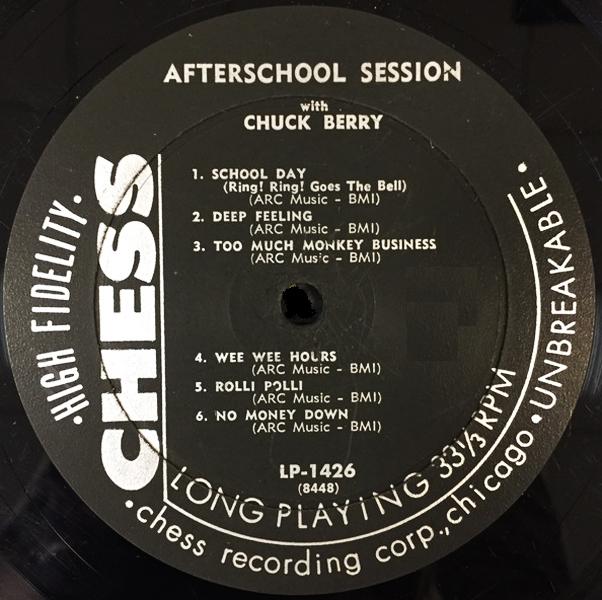 AFTERSCHOOL SESSION
with
CHUCK BERRY
1. SCHOOL DAY
(Ring! Ring! Goes The Bell)
(ARC Music - BMI)
2. DEEP FEELING
(ARC Music - BMI)
3. TOO MUCH MONKEY BUSINESS
(ARC Music - BMI)
4. WEE WEE HOURS
(ARC Music - BMI)
5. ROLLI POLLI
(ARC Music - BMI)
6. NO MONEY DOWN
(ARC Music - BMI)
LP-1426
(8448)
CHESS
LONG PLAYING 33⅓ RPM
•HIGH FIDELITY•
•chess recording corp., chicago•UNBREAKABLE•